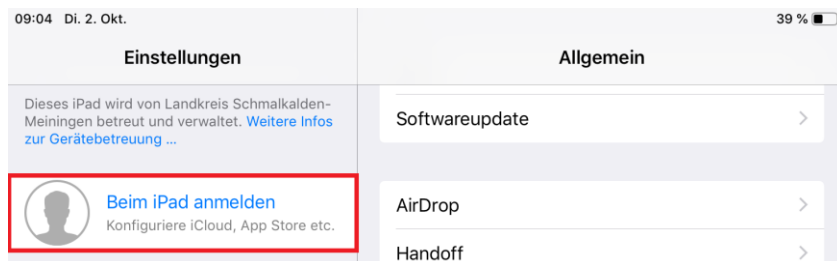 09:04 Di. 2. Okt.
39 %
Einstellungen
Allgemein
Dieses iPad wird von Landkreis Schmalkalden-
Meiningen betreut und verwaltet. Weitere Infos
zur Gerätebetreuung ...
Beim iPad anmelden
Konfiguriere iCloud, App Store etc.
Softwareupdate
AirDrop
Handoff